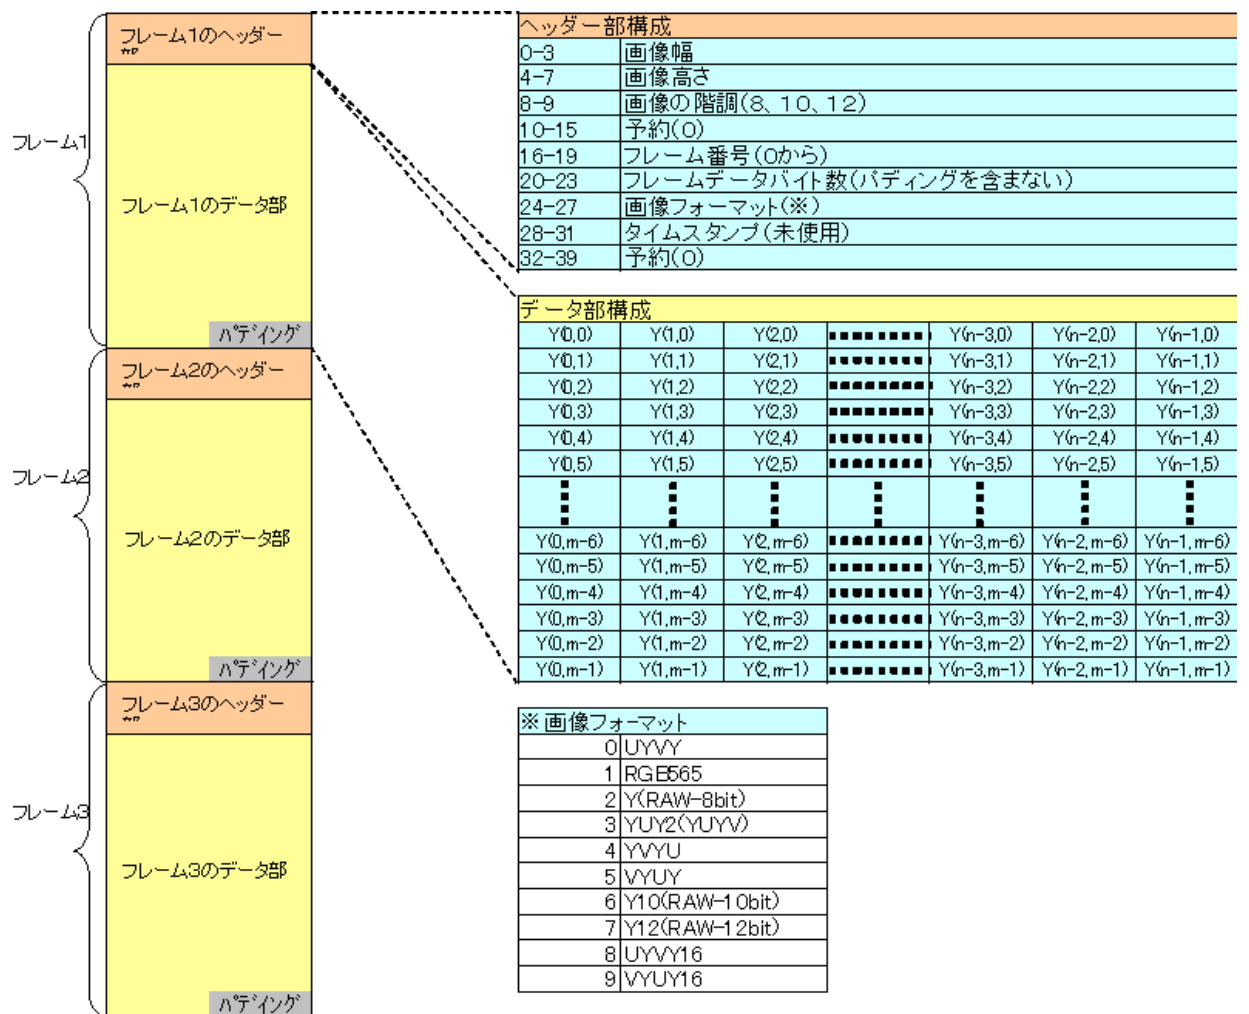 フレーム1
フレーム1のヘッダー
フレーム1のデータ部
パディング
フレーム2
フレーム2のヘッダー
フレーム2のデータ部
パディング
フレーム3
フレーム3のヘッダー
フレーム3のデータ部
パディング
ヘッダー部構成
0-3 画像幅
4-7 画像高さ
8-9 画像の階調(8、10、12)
10-15 予約(0)
16-19 フレーム番号(0から)
20-23 フレームデータバイト数(パディングを含まない)
24-27 画像フォーマット(※)
28-31 タイムスタンプ(未使用)
32-39 予約(0)
データ部構成
Y(0,0) Y(1,0) Y(2,0) Y(n-3,0) Y(n-2,0) Y(n-1,0)
Y(0,1) Y(1,1) Y(2,1) Y(n-3,1) Y(n-2,1) Y(n-1,1)
Y(0,2) Y(1,2) Y(2,2) Y(n-3,2) Y(n-2,2) Y(n-1,2)
Y(0,3) Y(1,3) Y(2,3) Y(n-3,3) Y(n-2,3) Y(n-1,3)
Y(0,4) Y(1,4) Y(2,4) Y(n-3,4) Y(n-2,4) Y(n-1,4)
Y(0,5) Y(1,5) Y(2,5) Y(n-3,5) Y(n-2,5) Y(n-1,5)
Y(0,m-6) Y(1,m-6) Y(2,m-6) Y(n-3,m-6) Y(n-2,m-6) Y(n-1,m-6)
Y(0,m-5) Y(1,m-5) Y(2,m-5) Y(n-3,m-5) Y(n-2,m-5) Y(n-1,m-5)
Y(0,m-4) Y(1,m-4) Y(2,m-4) Y(n-3,m-4) Y(n-2,m-4) Y(n-1,m-4)
Y(0,m-3) Y(1,m-3) Y(2,m-3) Y(n-3,m-3) Y(n-2,m-3) Y(n-1,m-3)
Y(0,m-2) Y(1,m-2) Y(2,m-2) Y(n-3,m-2) Y(n-2,m-2) Y(n-1,m-2)
Y(0,m-1) Y(1,m-1) Y(2,m-1) Y(n-3,m-1) Y(n-2,m-1) Y(n-1,m-1)
※画像フォーマット
0 UYVY
1 RGB565
2 Y(RAW-8bit)
3 YUY2(YUYV)
4 YVYU
5 VYUY
6 Y10(RAW-10bit)
7 Y12(RAW-12bit)
8 UYVY16
9 VYUY16